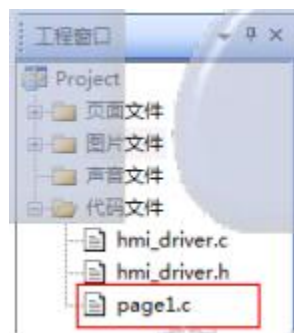 工程窗口
Project
页面文件
图片文件
声音文件
代码文件
hmi_driver.c
hmi_driver.h
page1.c